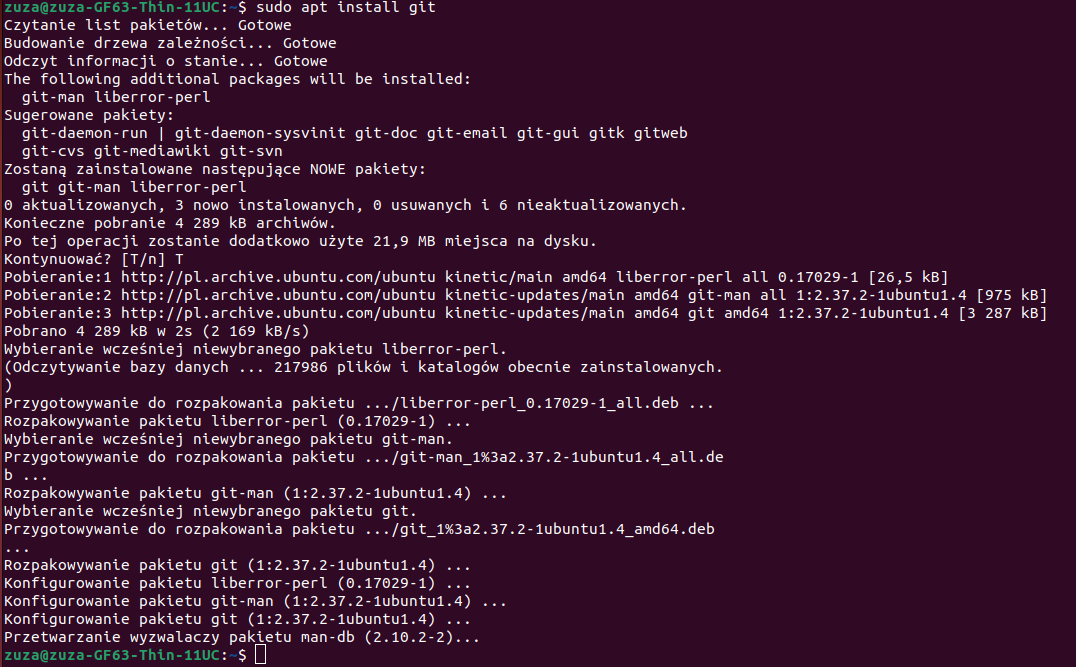 zuza@zuza-GF63-Thin-11UC:~$ sudo apt install git
Czytanie list pakietów... Gotowe
Budowanie drzewa zależności... Gotowe
Odczyt informacji o stanie... Gotowe
The following additional packages will be installed:
  git-man liberror-perl
Sugerowane pakiety:
  git-daemon-run | git-daemon-sysvinit git-doc git-email git-gui gitk gitweb
  git-cvs git-mediawiki git-svn
Zostaną zainstalowane następujące NOWE pakiety:
  git git-man liberror-perl
0 aktualizowanych, 3 nowo instalowanych, 0 usuwanych i 6 nieaktualizowanych.
Konieczne pobranie 4 289 kB archiwów.
Po tej operacji zostanie dodatkowo użyte 21,9 MB miejsca na dysku.
Kontynuować? [T/n] T
Pobieranie:1 http://pl.archive.ubuntu.com/ubuntu kinetic/main amd64 liberror-perl all 0.17029-1 [26,5 kB]
Pobieranie:2 http://pl.archive.ubuntu.com/ubuntu kinetic-updates/main amd64 git-man all 1:2.37.2-1ubuntu1.4 [975 kB]
Pobieranie:3 http://pl.archive.ubuntu.com/ubuntu kinetic-updates/main amd64 git amd64 1:2.37.2-1ubuntu1.4 [3 287 kB]
Pobrano 4 289 kB w 2s (2 169 kB/s)
Wybieranie wcześniej niewybranego pakietu liberror-perl.
(Odczytywanie bazy danych ... 217986 plików i katalogów obecnie zainstalowanych.
)
Przygotowywanie do rozpakowania pakietu .../liberror-perl_0.17029-1_all.deb ...
Rozpakowywanie pakietu liberror-perl (0.17029-1) ...
Wybieranie wcześniej niewybranego pakietu git-man.
Przygotowywanie do rozpakowania pakietu .../git-man_1%3a2.37.2-1ubuntu1.4_all.de
b ...
Rozpakowywanie pakietu git-man (1:2.37.2-1ubuntu1.4) ...
Wybieranie wcześniej niewybranego pakietu git.
Przygotowywanie do rozpakowania pakietu .../git_1%3a2.37.2-1ubuntu1.4_amd64.deb
...
Rozpakowywanie pakietu git (1:2.37.2-1ubuntu1.4) ...
Konfigurowanie pakietu liberror-perl (0.17029-1) ...
Konfigurowanie pakietu git-man (1:2.37.2-1ubuntu1.4) ...
Konfigurowanie pakietu git (1:2.37.2-1ubuntu1.4) ...
Przetwarzanie wyzwalaczy pakietu man-db (2.10.2-2)...
zuza@zuza-GF63-Thin-11UC:~$